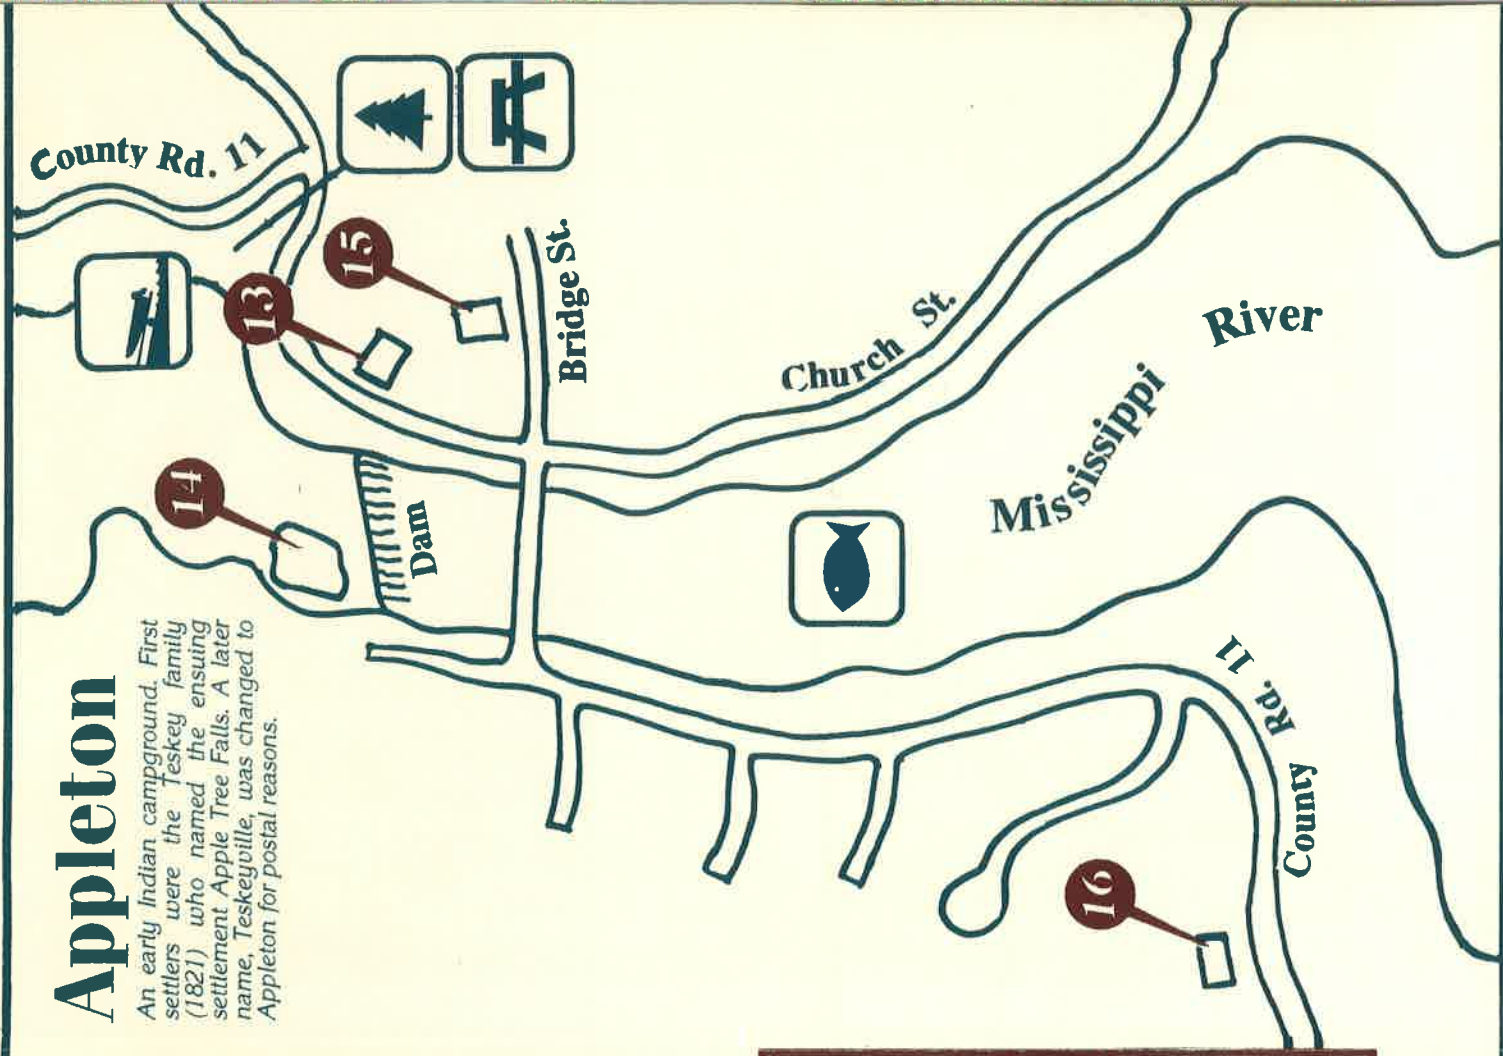 Appleton
An early Indian campground. First
settlers were the Teskey family
(1821) who named the ensuing
settlement Apple Tree Falls. A later
name, Teskeyville, was changed to
Appleton for postal reasons.
County Rd. 11
15
13
14
Bridge St.
Dam
Church St.
Mississippi River
County Rd. 11
16